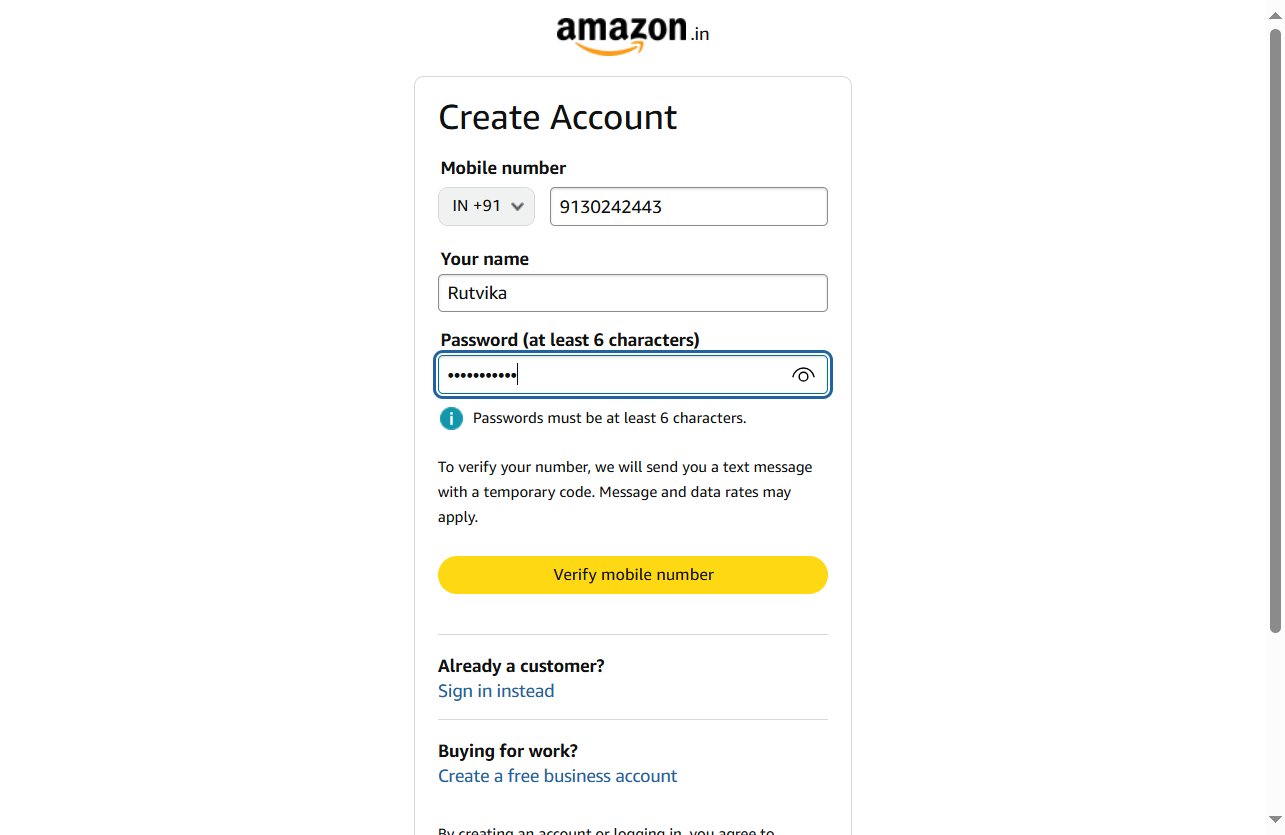 amazon.in
Create Account
Mobile number
IN +91
9130242443
Your name
Rutvika
Password (at least 6 characters)
•••••••••••
Passwords must be at least 6 characters.
To verify your number, we will send you a text message
with a temporary code. Message and data rates may
apply.
Verify mobile number
Already a customer?
Sign in instead
Buying for work?
Create a free business account
By creating an account or logging in, you agree to